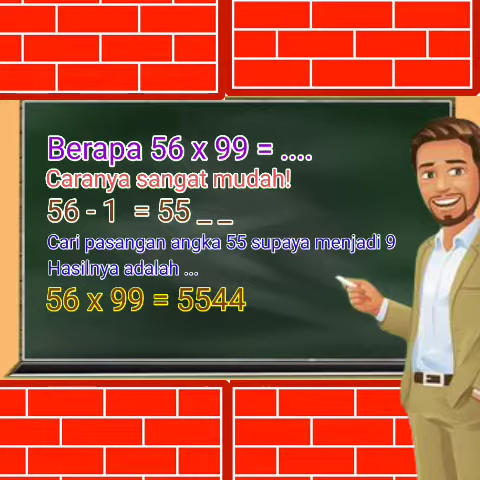 Berapa 56 x 99 = ....
Caranya sangat mudah!
56 - 1 = 55 _ _
Cari pasangan angka 55 supaya menjadi 9
Hasilnya adalah ...
56 x 99 = 5544